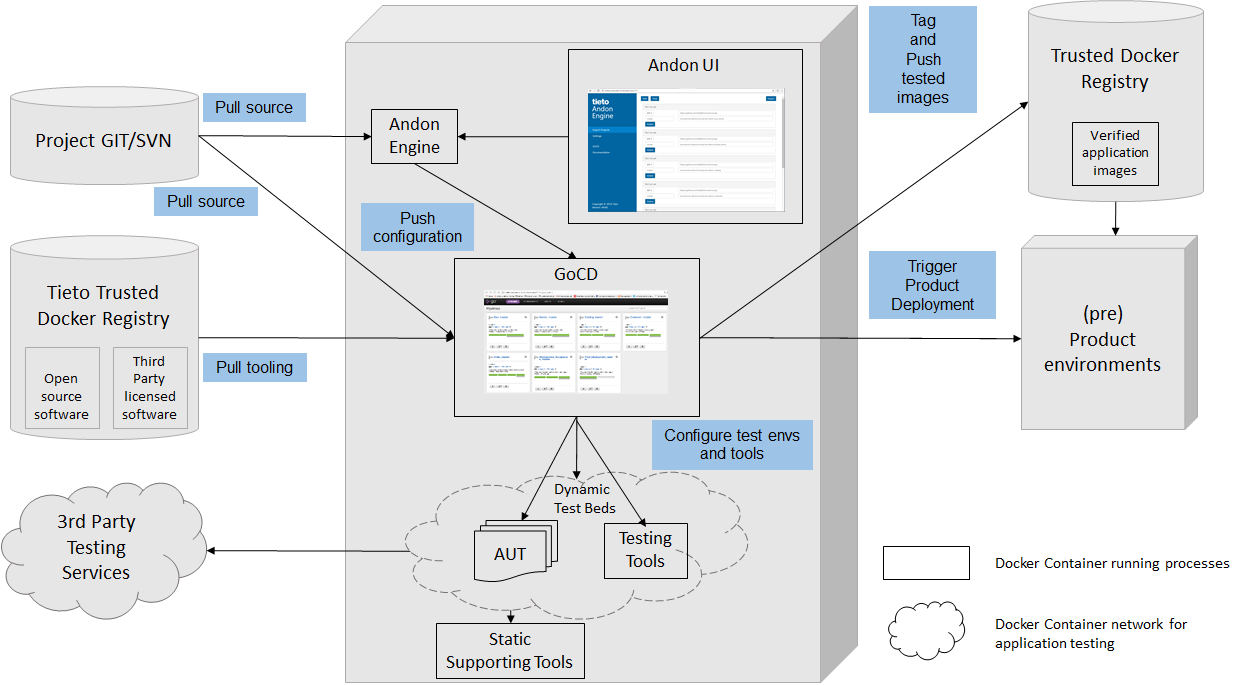 Project GIT/SVN
Pull source
Pull source
Tieto Trusted
Docker Registry
Open
source
software
Third
Party
licensed
software
Pull tooling
3rd Party
Testing
Services
Andon
Engine
Push
configuration
Andon UI
tieto
Andon
Engine
GoCD
Configure test envs
and tools
Dynamic
Test Beds
AUT
Testing
Tools
Static
Supporting Tools
Tag
and
Push
tested
images
Trusted Docker
Registry
Verified
application
images
Trigger
Product
Deployment
(pre)
Product
environments
Docker Container running processes
Docker Container network for
application testing